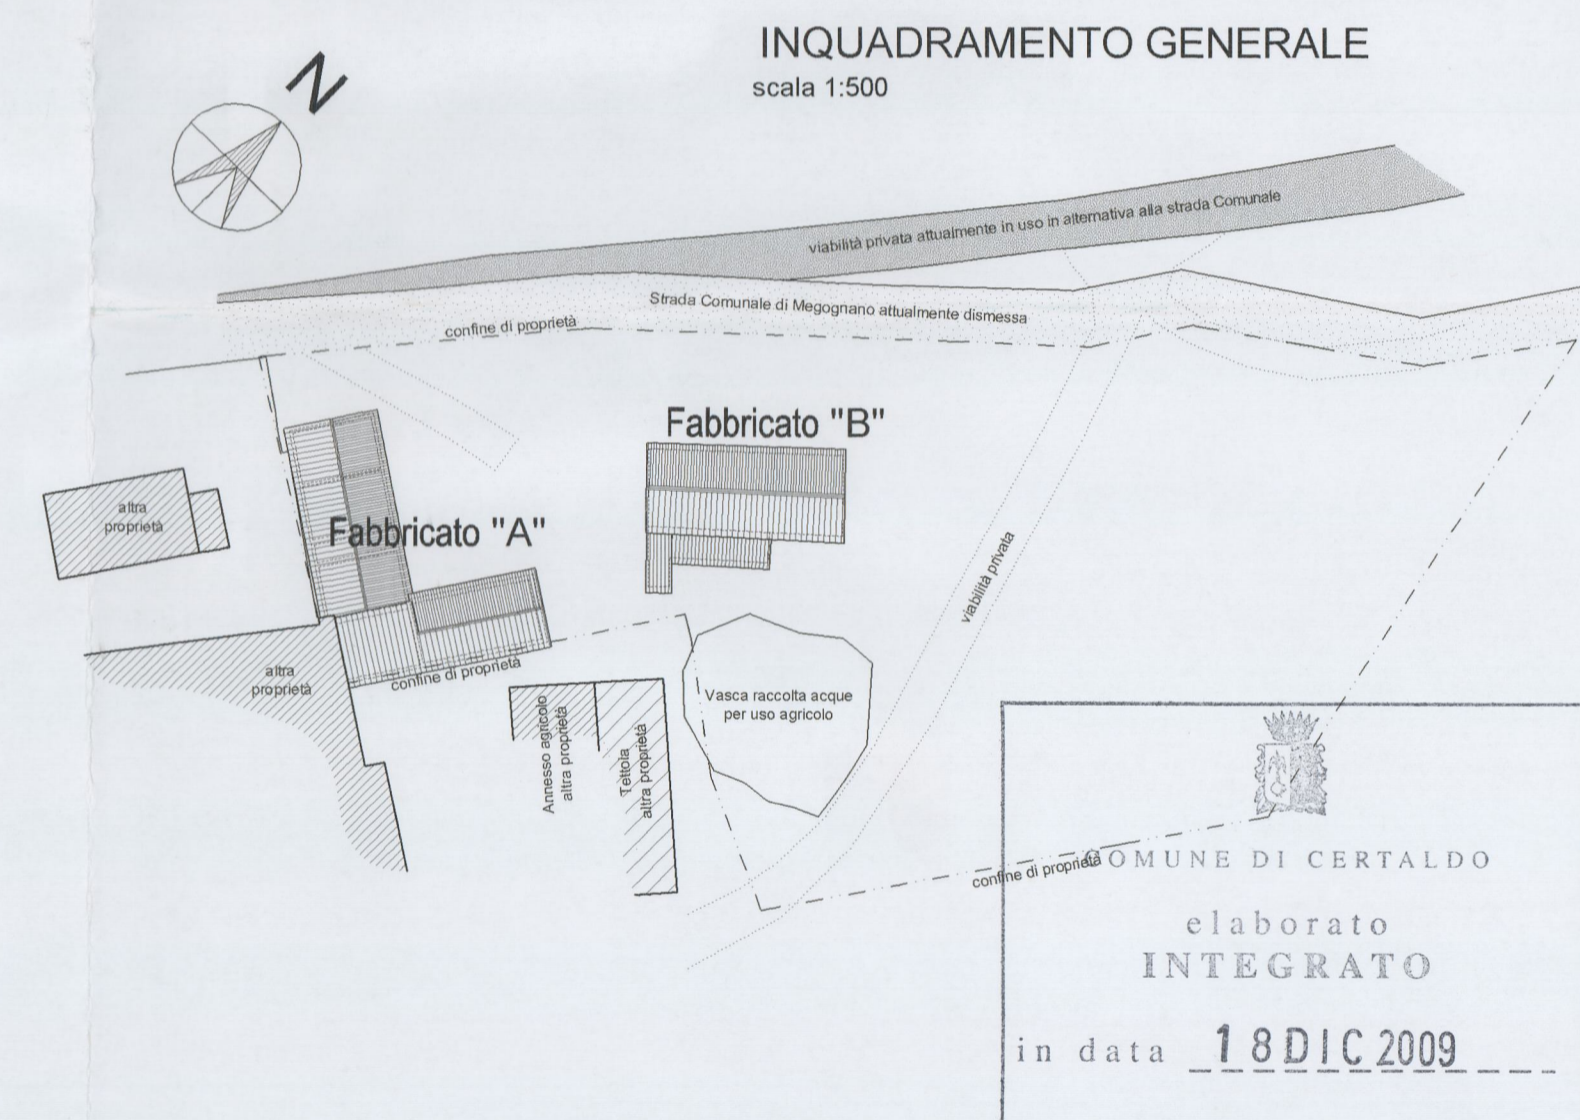 INQUADRAMENTO GENERALE
scala 1:500
N
viabilità privata attualmente in uso in alternativa alla strada Comunale
Strada Comunale di Megognano attualmente dismessa
confine di proprietà
Fabbricato "B"
altra
proprietà
Fabbricato "A"
viabilità privata
altra
proprietà
confine di proprietà
Annesso agricolo
altra proprietà
Tettoia
altra proprietà
Vasca raccolta acque
per uso agricolo
confine di proprietà
COMUNE DI CERTALDO
elaborato
INTEGRATO
in data 18 DIC 2009